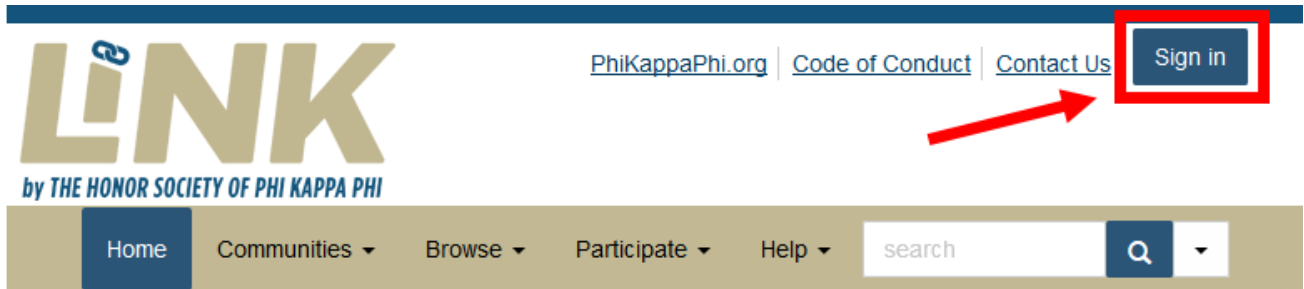 LiNK
by THE HONOR SOCIETY OF PHI KAPPA PHI
PhiKappaPhi.org Code of Conduct Contact Us Sign in
Home Communities Browse Participate Help search